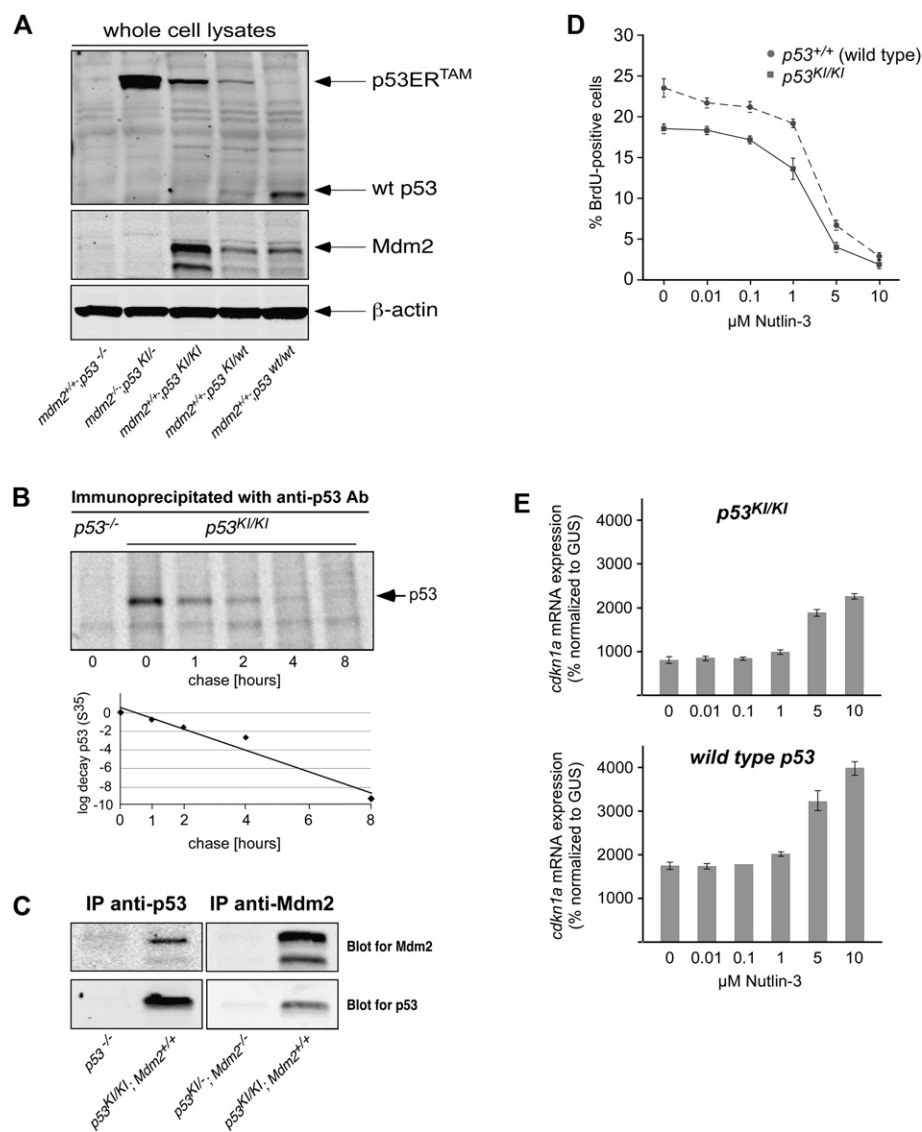 A
whole cell lysates
p53ER^TAM
wt p53
Mdm2
β-actin
mdm2+/+;p53 -/-
mdm2-/-;p53 KI/-
mdm2+/+;p53 KI/KI
mdm2+/+;p53 KI/wt
mdm2+/+;p53 wt/wt
B
Immunoprecipitated with anti-p53 Ab
p53-/-
p53KI/KI
p53
0 0 1 2 4 8
chase [hours]
log decay p53 (S35)
0
-2
-4
-6
-8
-10
0 1 2 4 6 8
chase [hours]
C
IP anti-p53 IP anti-Mdm2
Blot for Mdm2
Blot for p53
p53 -/-
p53KI/KI; Mdm2+/+
p53KI/-; Mdm2-/-
p53KI/KI; Mdm2+/+
D
p53+/+ (wild type)
p53KI/KI
% BrdU-positive cells
30
25
20
15
10
5
0
0 0.01 0.1 1 5 10
µM Nutlin-3
E
p53KI/KI
cdkn1a mRNA expression
(% normalized to GUS)
4000
3000
2000
1000
0 0.01 0.1 1 5 10
wild type p53
cdkn1a mRNA expression
(% normalized to GUS)
4000
3000
2000
1000
0 0.01 0.1 1 5 10
µM Nutlin-3